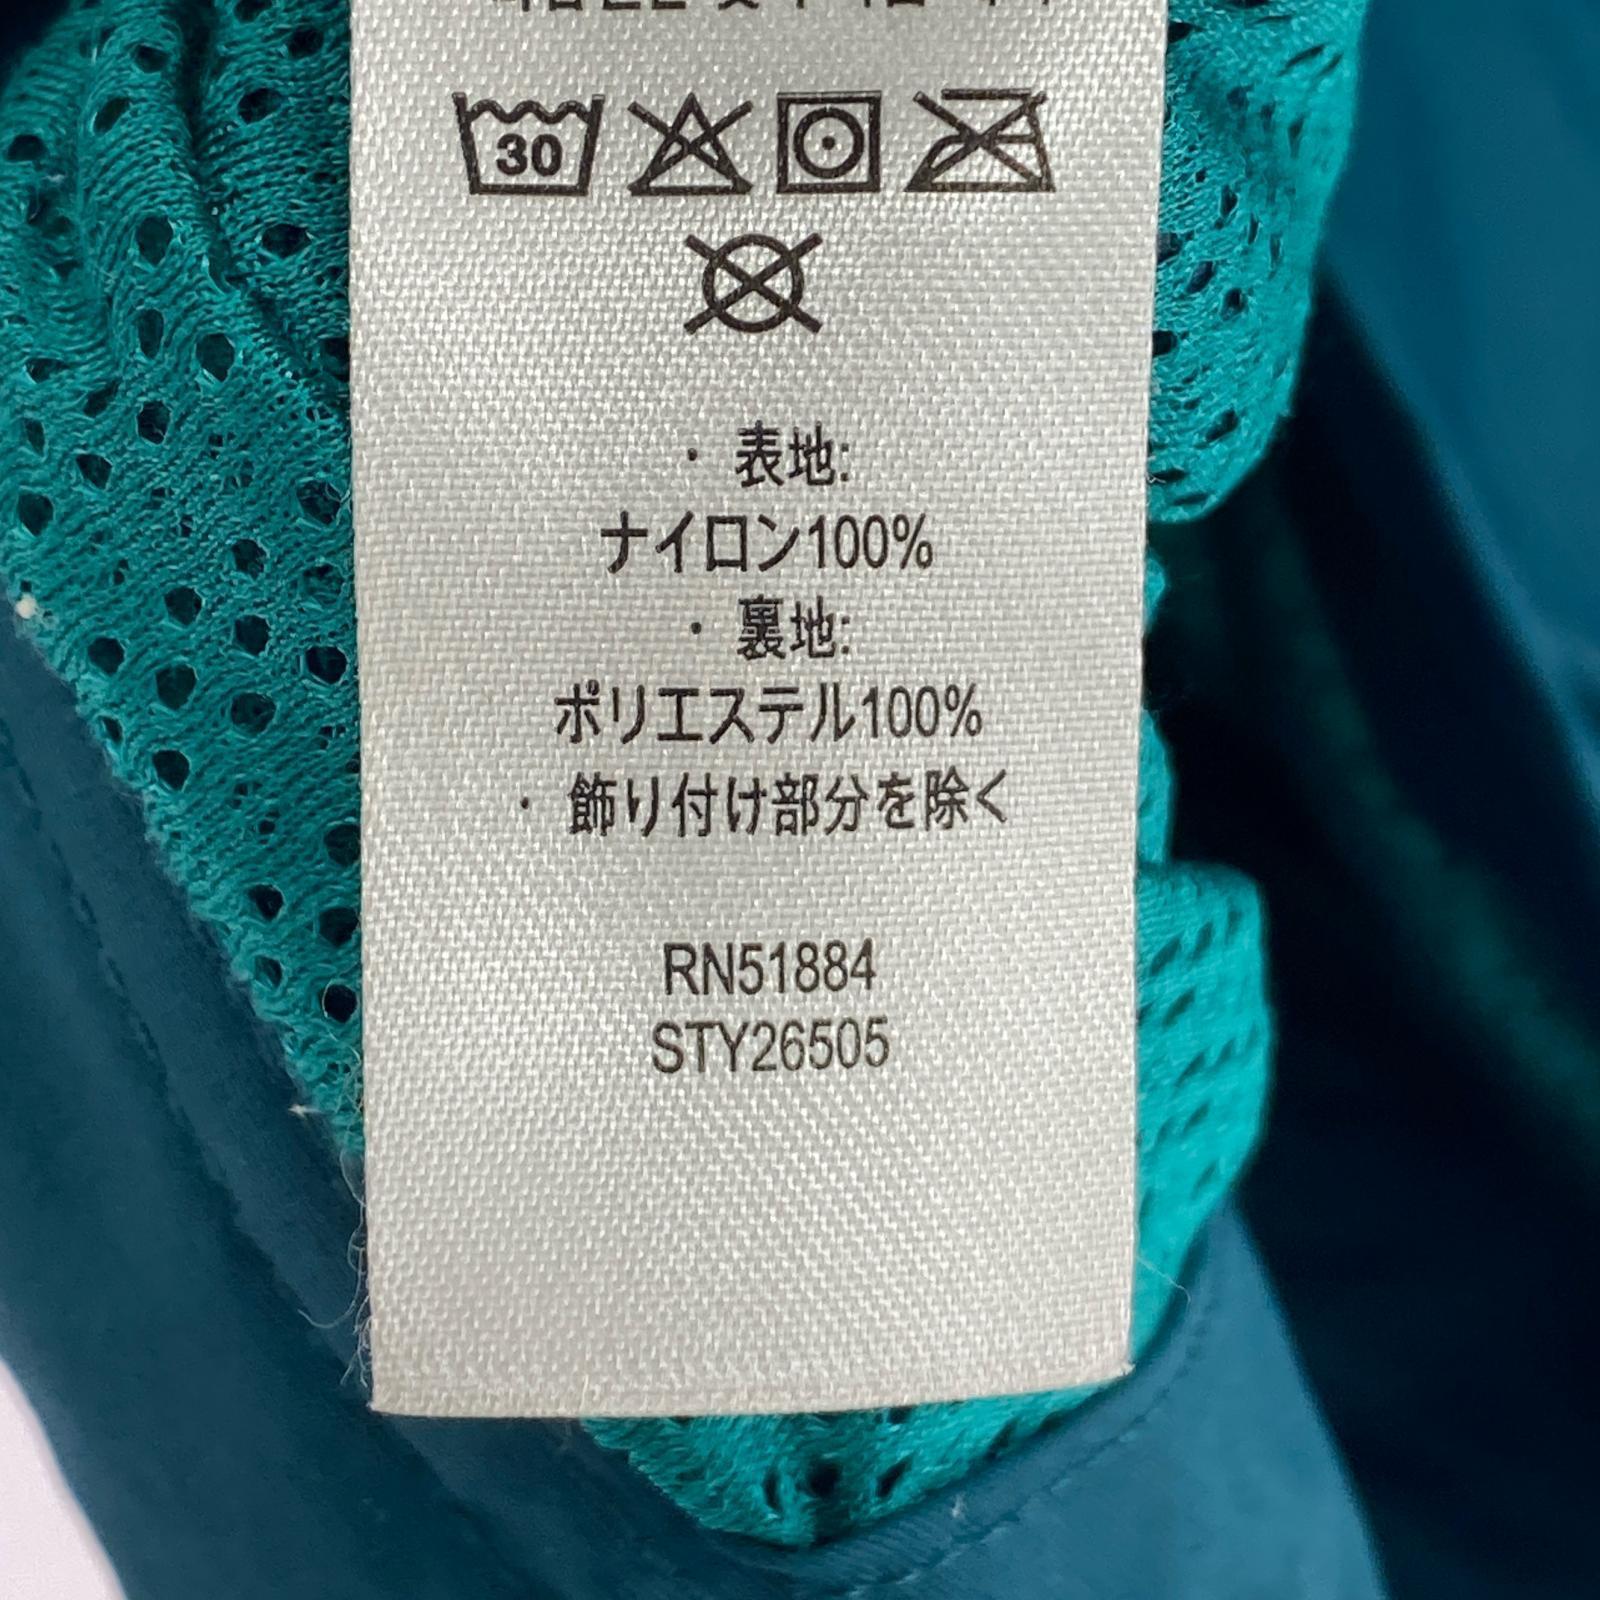 30
・ 表地:
ナイロン100%
・ 裏地:
ポリエステル100%
・ 飾り付け部分を除く
RN51884
STY26505